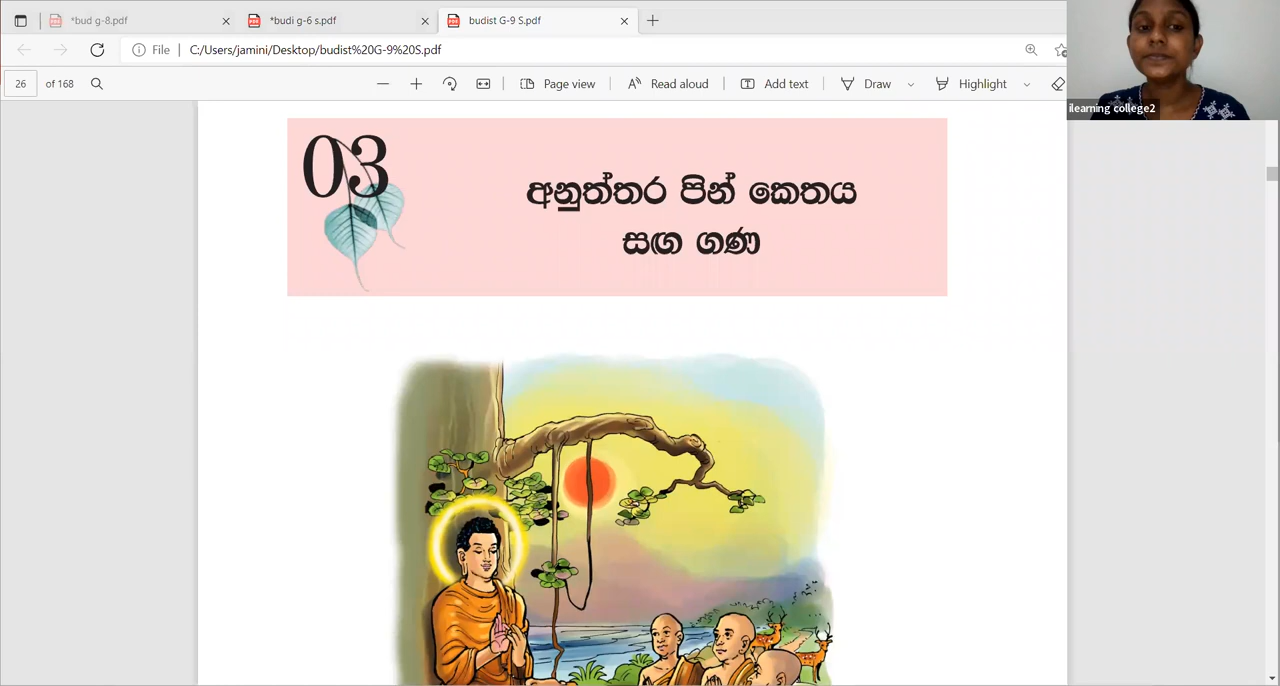 *bud g-8.pdf
*budi g-6 s.pdf
budist G-9 S.pdf
File
C:/Users/jamini/Desktop/budist%20G-9%20S.pdf
26 of 168
Page view
Read aloud
Add text
Draw
Highlight
ilearning college2
03
අනුත්තර පින් කෙතය
සඟ ගණ